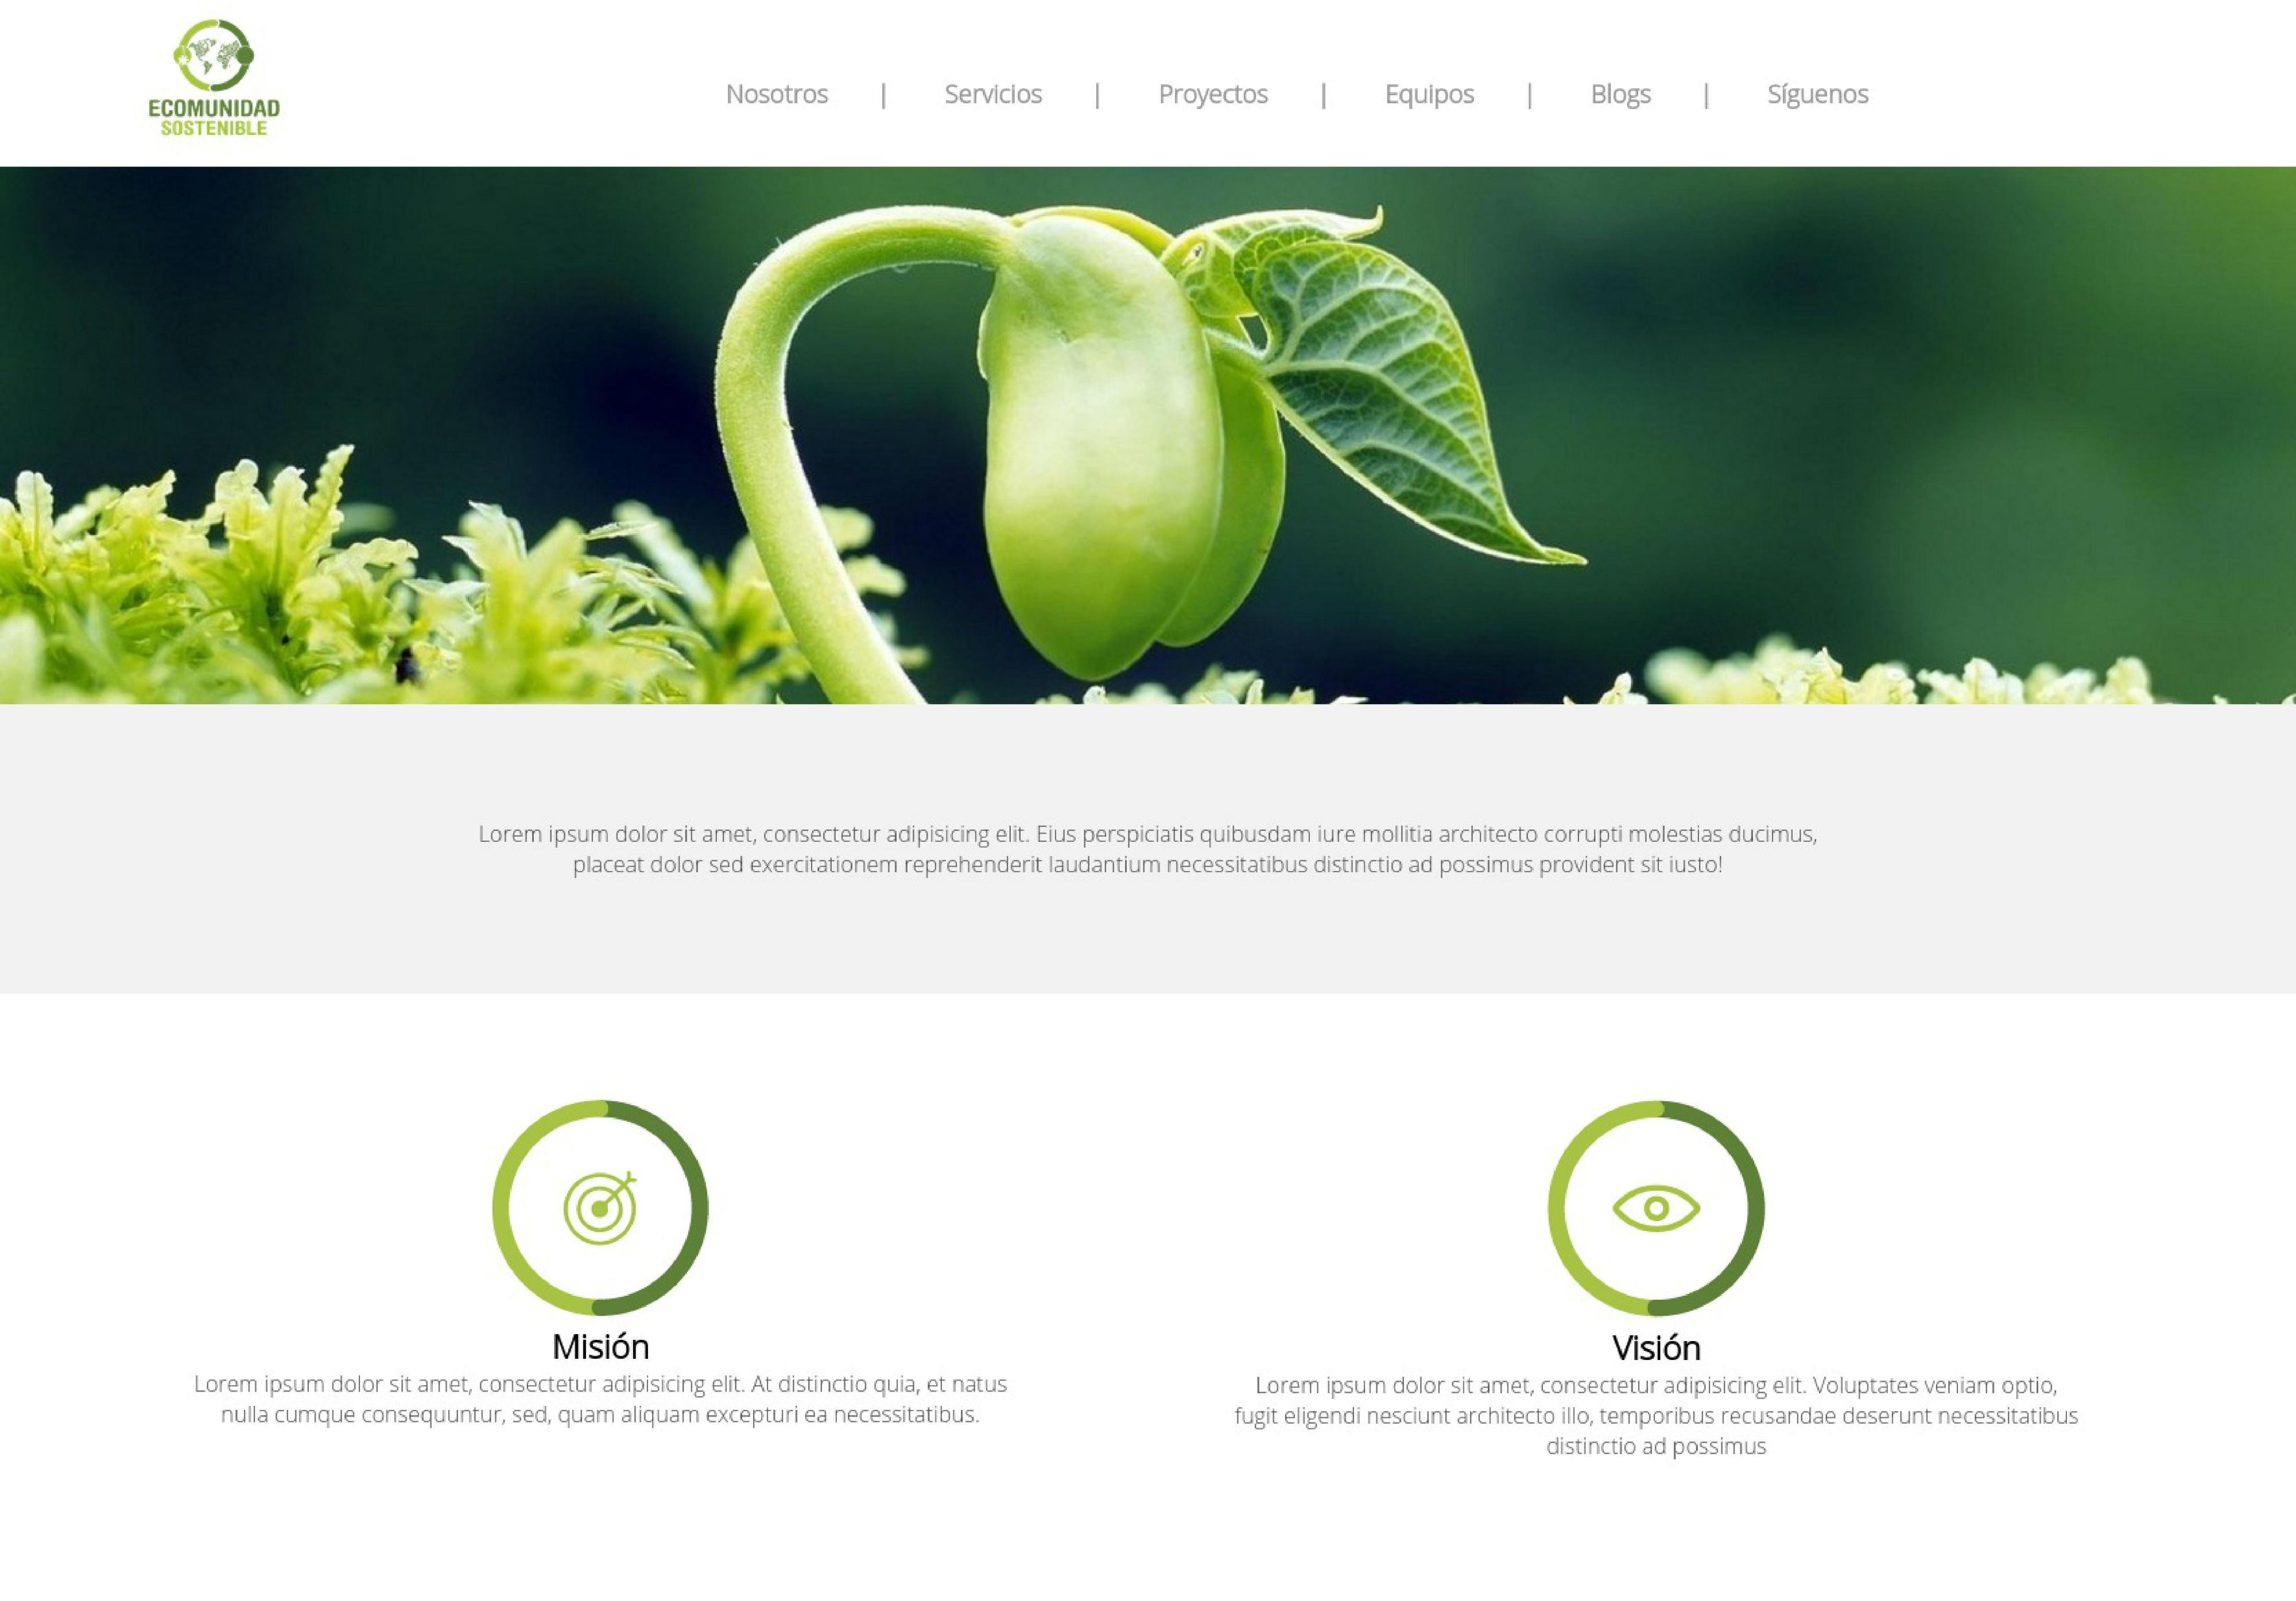 ECOMUNIDAD
SOSTENIBLE
Nosotros | Servicios | Proyectos | Equipos | Blogs | Síguenos
Lorem ipsum dolor sit amet, consectetur adipisicing elit. Eius perspiciatis quibusdam iure mollitia architecto corrupti molestias ducimus,
placeat dolor sed exercitationem reprehenderit laudantium necessitatibus distinctio ad possimus provident sit iusto!
Misión
Lorem ipsum dolor sit amet, consectetur adipisicing elit. At distinctio quia, et natus
nulla cumque consequuntur, sed, quam aliquam excepturi ea necessitatibus.
Visión
Lorem ipsum dolor sit amet, consectetur adipisicing elit. Voluptates veniam optio,
fugit eligendi nesciunt architecto illo, temporibus recusandae deserunt necessitatibus
distinctio ad possimus